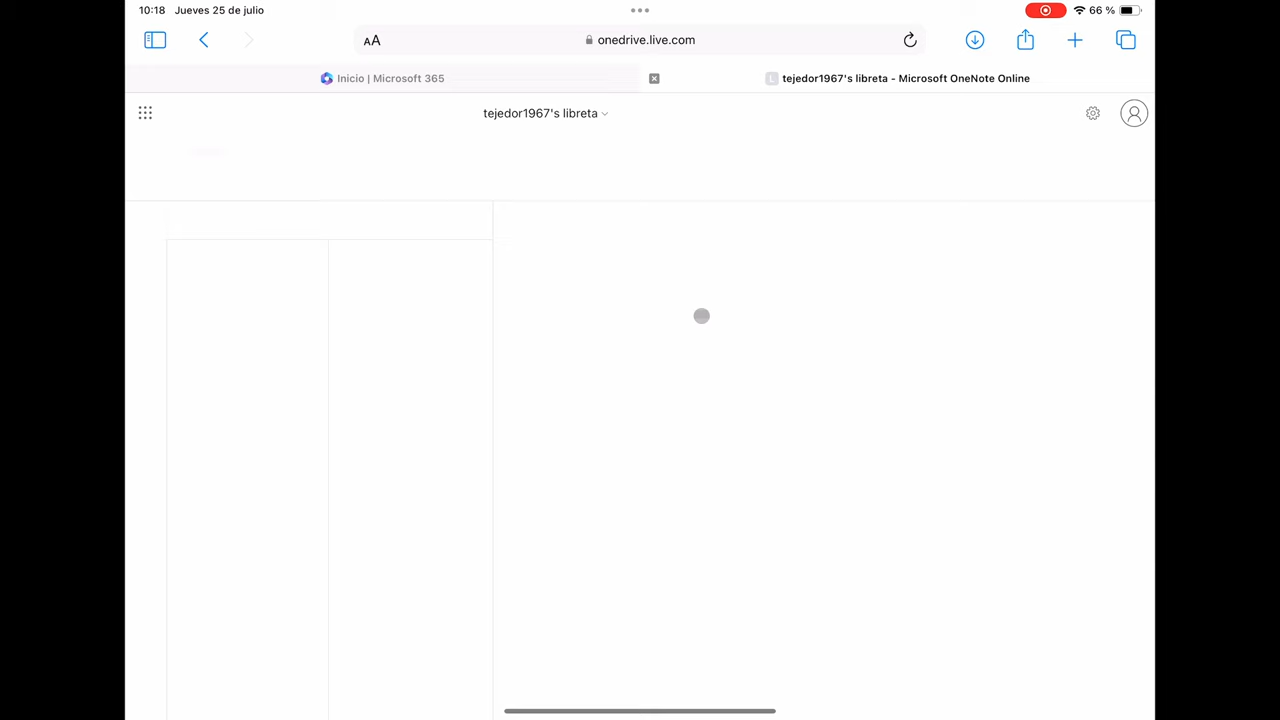 10:18 Jueves 25 de julio
66 %
AA
onedrive.live.com
Inicio | Microsoft 365
tejedor1967's libreta - Microsoft OneNote Online
tejedor1967's libreta